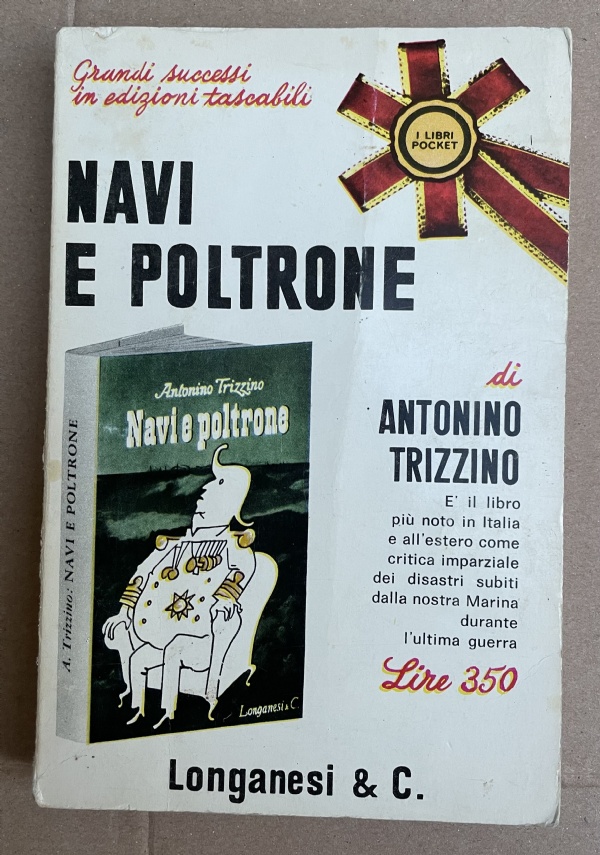 Grandi successi
in edizioni tascabili
I LIBRI
POCKET
NAVI
E POLTRONE
A. Trizzino: NAVI E POLTRONE
Antonino Trizzino
Navi e poltrone
Longanesi & C.
di
ANTONINO
TRIZZINO
E' il libro
più noto in Italia
e all'estero come
critica imparziale
dei disastri subiti
dalla nostra Marina
durante
l'ultima guerra
Lire 350
Longanesi & C.